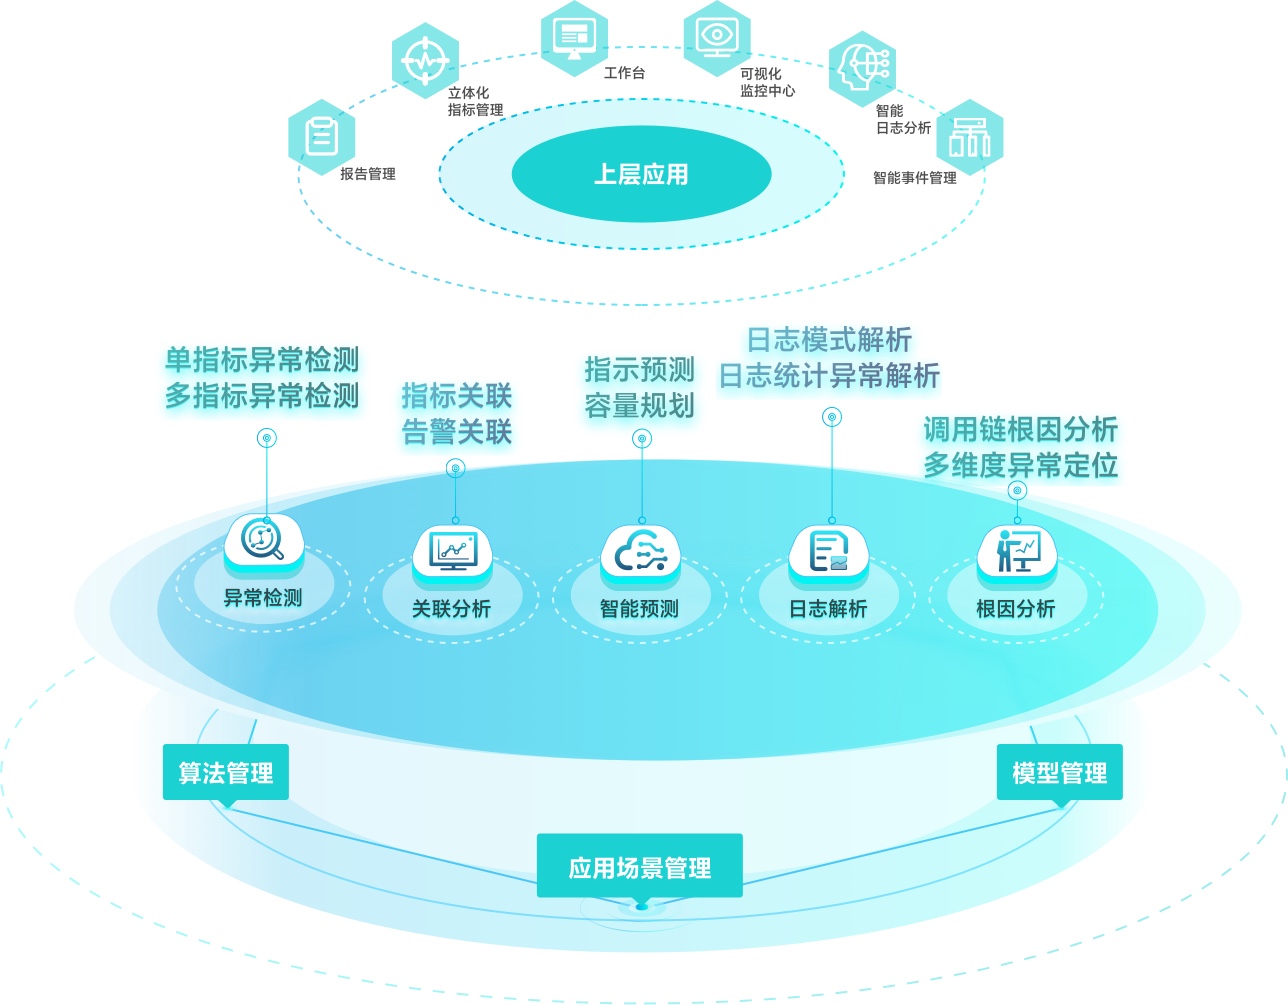 工作台
可视化
监控中心
立体化
指标管理
智能
日志分析
报告管理
上层应用
智能事件管理
单指标异常检测
多指标异常检测
指标关联
告警关联
指示预测
容量规划
日志模式解析
日志统计异常解析
调用链根因分析
多维度异常定位
异常检测
关联分析
智能预测
日志解析
根因分析
算法管理
模型管理
应用场景管理